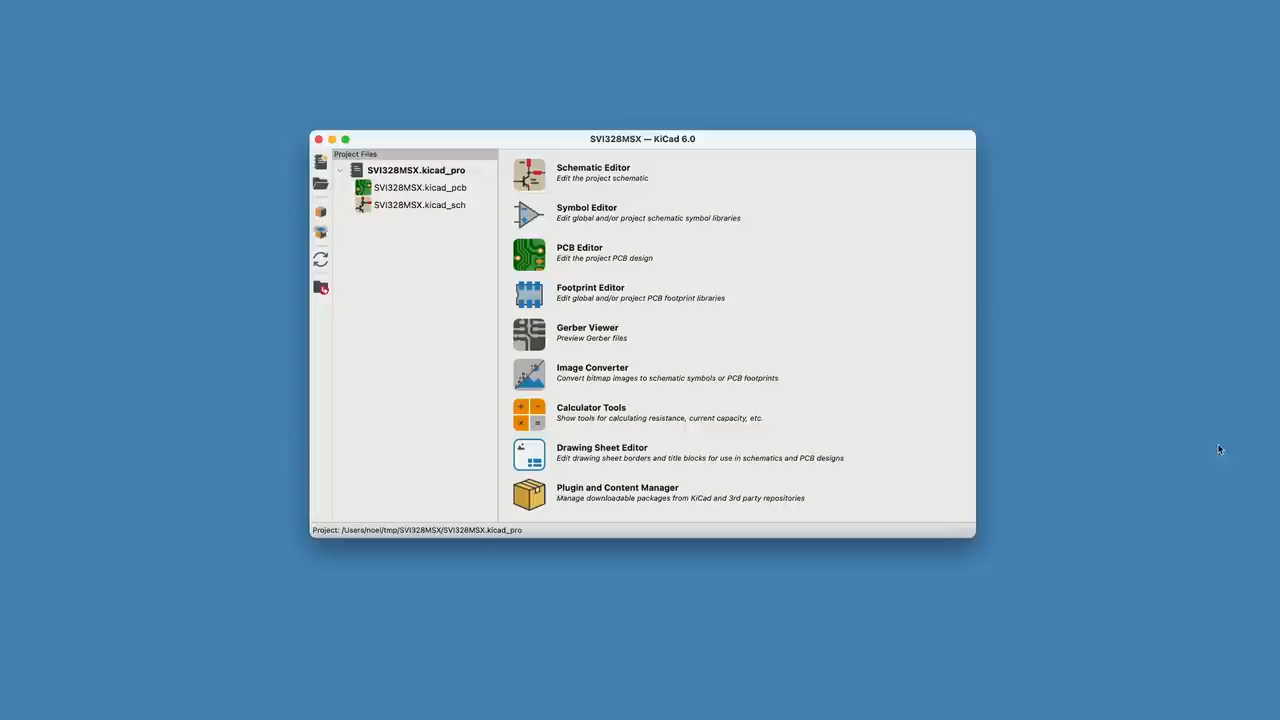 SVI328MSX — KiCad 6.0
Project Files
SVI328MSX.kicad_pro
SVI328MSX.kicad_pcb
SVI328MSX.kicad_sch
Schematic Editor
Edit the project schematic
Symbol Editor
Edit global and/or project schematic symbol libraries
PCB Editor
Edit the project PCB design
Footprint Editor
Edit global and/or project PCB footprint libraries
Gerber Viewer
Preview Gerber files
Image Converter
Convert bitmap images to schematic symbols or PCB footprints
Calculator Tools
Show tools for calculating resistance, current capacity, etc.
Drawing Sheet Editor
Edit drawing sheet borders and title blocks for use in schematics and PCB designs
Plugin and Content Manager
Manage downloadable packages from KiCad and 3rd party repositories
Project: /Users/noel/tmp/SVI328MSX/SVI328MSX.kicad_pro